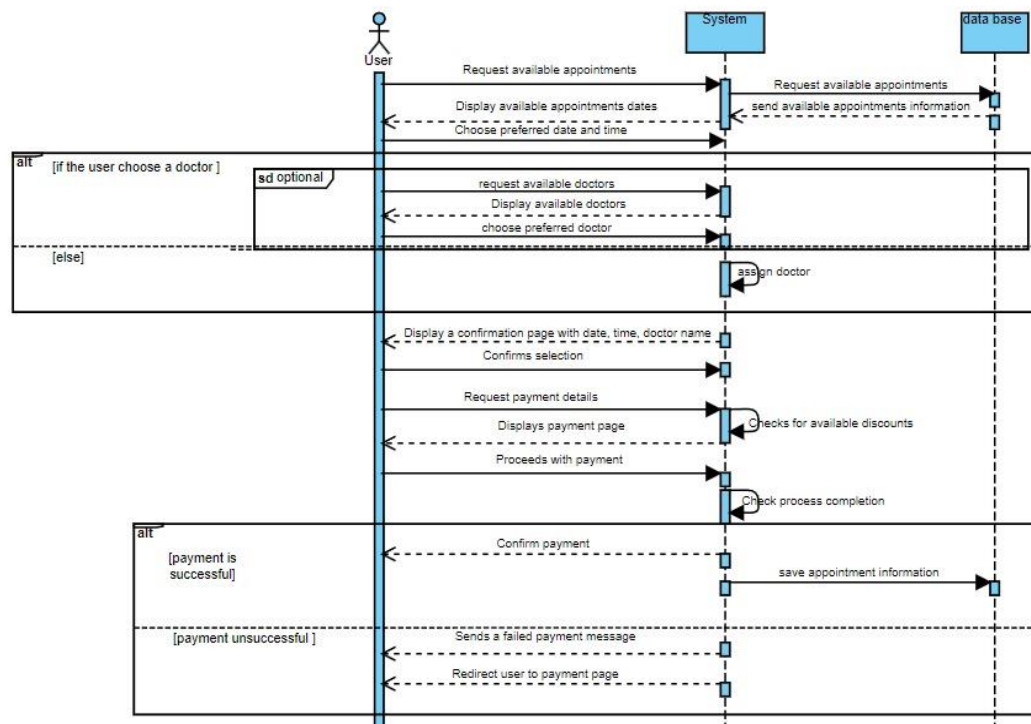 System
data base
User
Request available appointments
Request available appointments
send available appointments information
Display available appointments dates
Choose preferred date and time
alt
[if the user choose a doctor ]
sd optional
request available doctors
Display available doctors
choose preferred doctor
[else]
assign doctor
Display a confirmation page with date, time, doctor name
Confirms selection
Request payment details
Checks for available discounts
Displays payment page
Proceeds with payment
Check process completion
alt
Confirm payment
[payment is
successful]
save appointment information
[payment unsuccessful ]
Sends a failed payment message
Redirect user to payment page